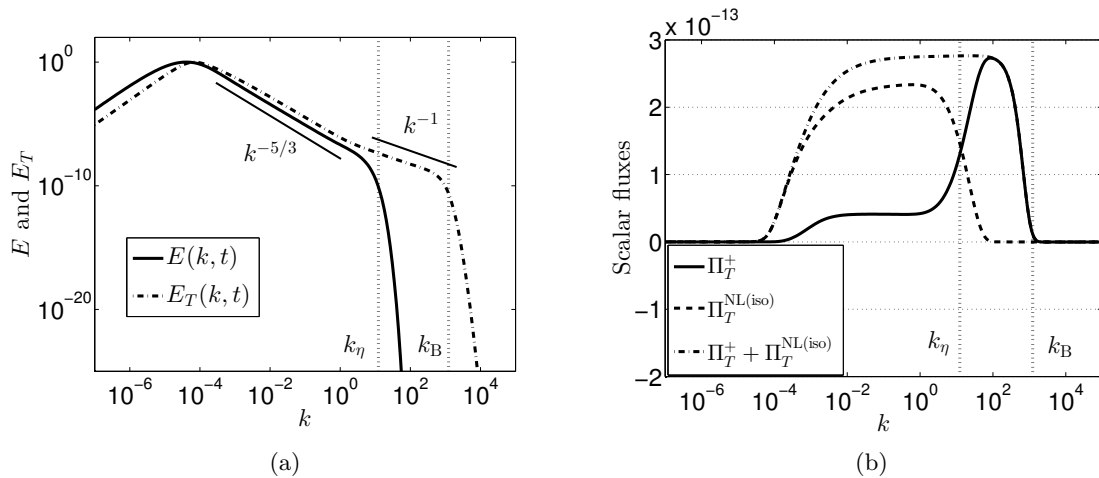 E and E_T
10^0
10^{-10}
10^{-20}
k^{-5/3}
k^{-1}
E(k, t)
E_T(k, t)
k_η
k_B
10^{-6} 10^{-4} 10^{-2} 10^0 10^2 10^4
k
(a)
Scalar fluxes
3 × 10^{-13}
2
1
0
−1
−2
Π_T^+
Π_T^{NL(iso)}
Π_T^+ + Π_T^{NL(iso)}
k_η
k_B
10^{-6} 10^{-4} 10^{-2} 10^0 10^2 10^4
k
(b)